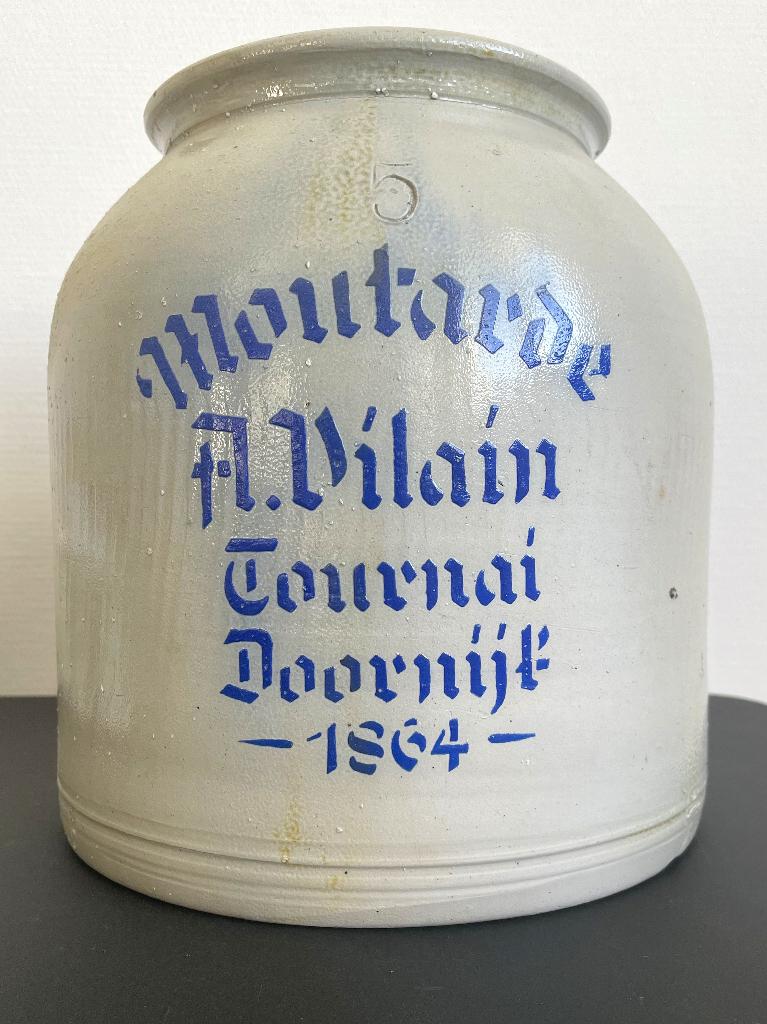 5
Moutarde
A. Vilain
Tournai
Doornijk
- 1864 -